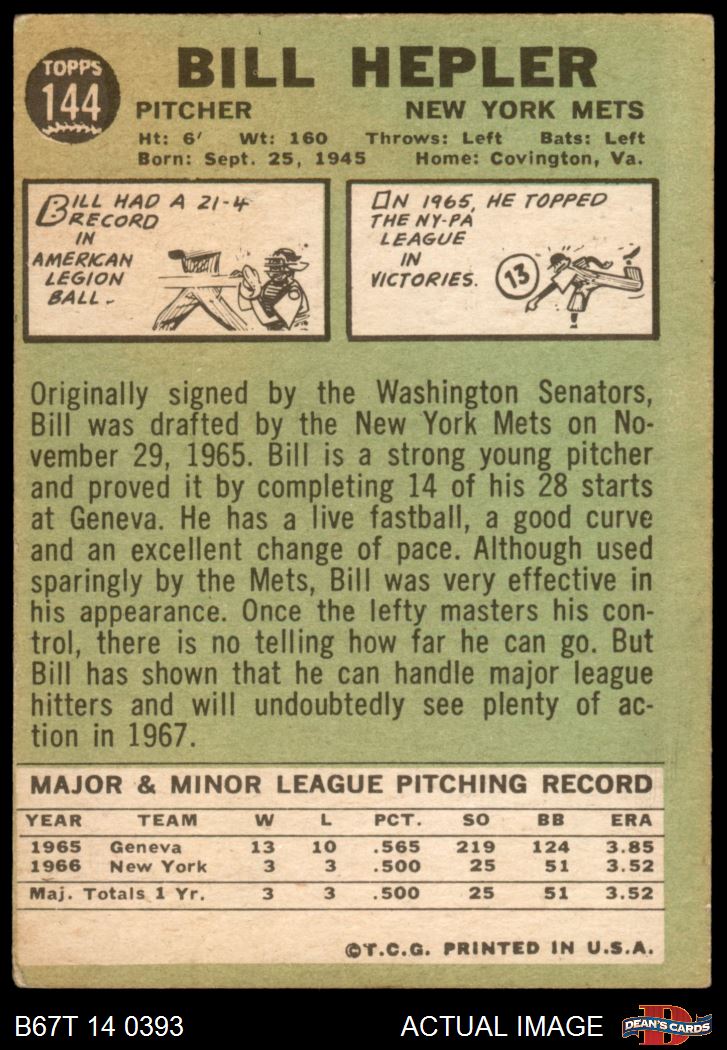 TOPPS
144
BILL HEPLER
PITCHER NEW YORK METS
Ht: 6' Wt: 160 Throws: Left Bats: Left
Born: Sept. 25, 1945 Home: Covington, Va.
BILL HAD A 21-4
RECORD
IN
AMERICAN
LEGION
BALL.
IN 1965, HE TOPPED
THE NY-PA
LEAGUE
IN
VICTORIES.
13
Originally signed by the Washington Senators,
Bill was drafted by the New York Mets on No-
vember 29, 1965. Bill is a strong young pitcher
and proved it by completing 14 of his 28 starts
at Geneva. He has a live fastball, a good curve
and an excellent change of pace. Although used
sparingly by the Mets, Bill was very effective in
his appearance. Once the lefty masters his con-
trol, there is no telling how far he can go. But
Bill has shown that he can handle major league
hitters and will undoubtedly see plenty of ac-
tion in 1967.
MAJOR & MINOR LEAGUE PITCHING RECORD
YEAR TEAM W L PCT. SO BB ERA
1965 Geneva 13 10 .565 219 124 3.85
1966 New York 3 3 .500 25 51 3.52
Maj. Totals 1 Yr. 3 3 .500 25 51 3.52
©T.C.G. PRINTED IN U.S.A.
B67T 14 0393 ACTUAL IMAGE
D
DEAN'S CARDS